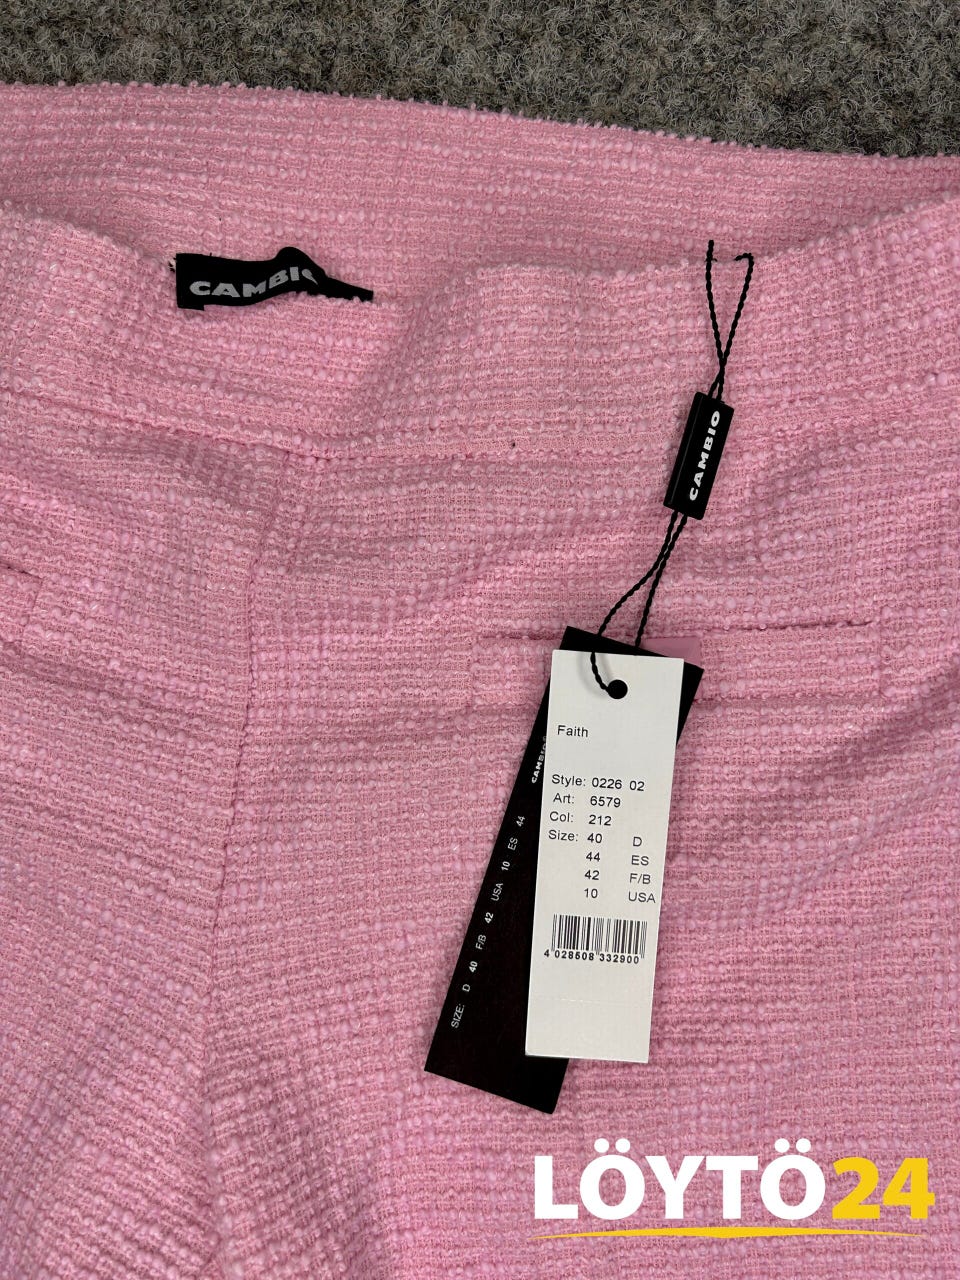 CAMBIO
CAMBIO
CAMBIO
SIZE: D 40 F/B 42 USA 10 ES 44
Faith
Style: 0226 02
Art: 6579
Col: 212
Size: 40 D
44 ES
42 F/B
10 USA
4 028508 332900
LÖYTÖ24